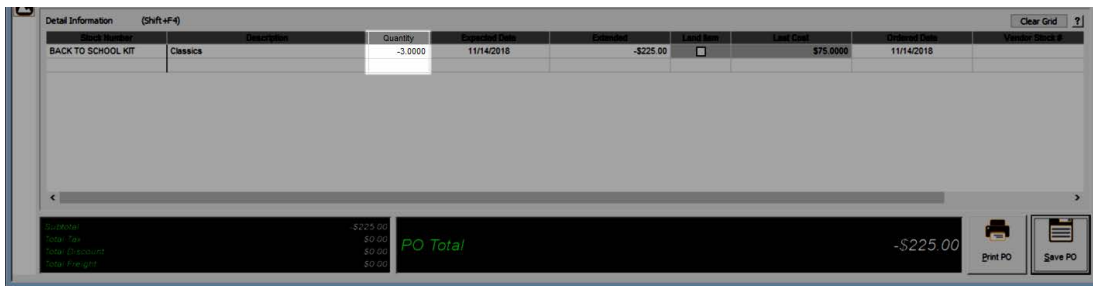 Detail Information (Shift+F4) Clear Grid ?
Stock Number Description Quantity Expected Date Extended Land Item Last Cost Ordered Date Vendor Stock #
BACK TO SCHOOL KIT Classics -3.0000 11/14/2018 -$225.00 $75.0000 11/14/2018
Subtotal -$225.00
Total Tax $0.00
Total Discount $0.00
Total Freight $0.00
PO Total -$225.00
Print PO
Save PO